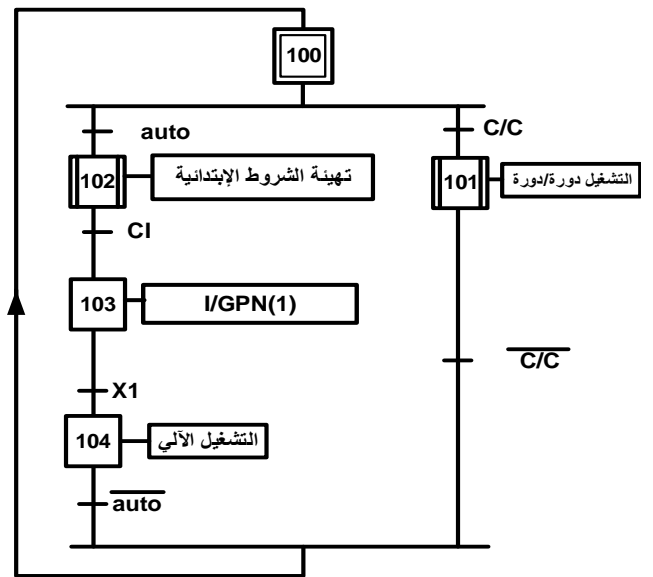 100
auto
C/C
102
تهيئة الشروط الإبتدائية
101
التشغيل دورة/دورة
CI
103
I/GPN(1)
C/C
X1
104
التشغيل الآلي
auto